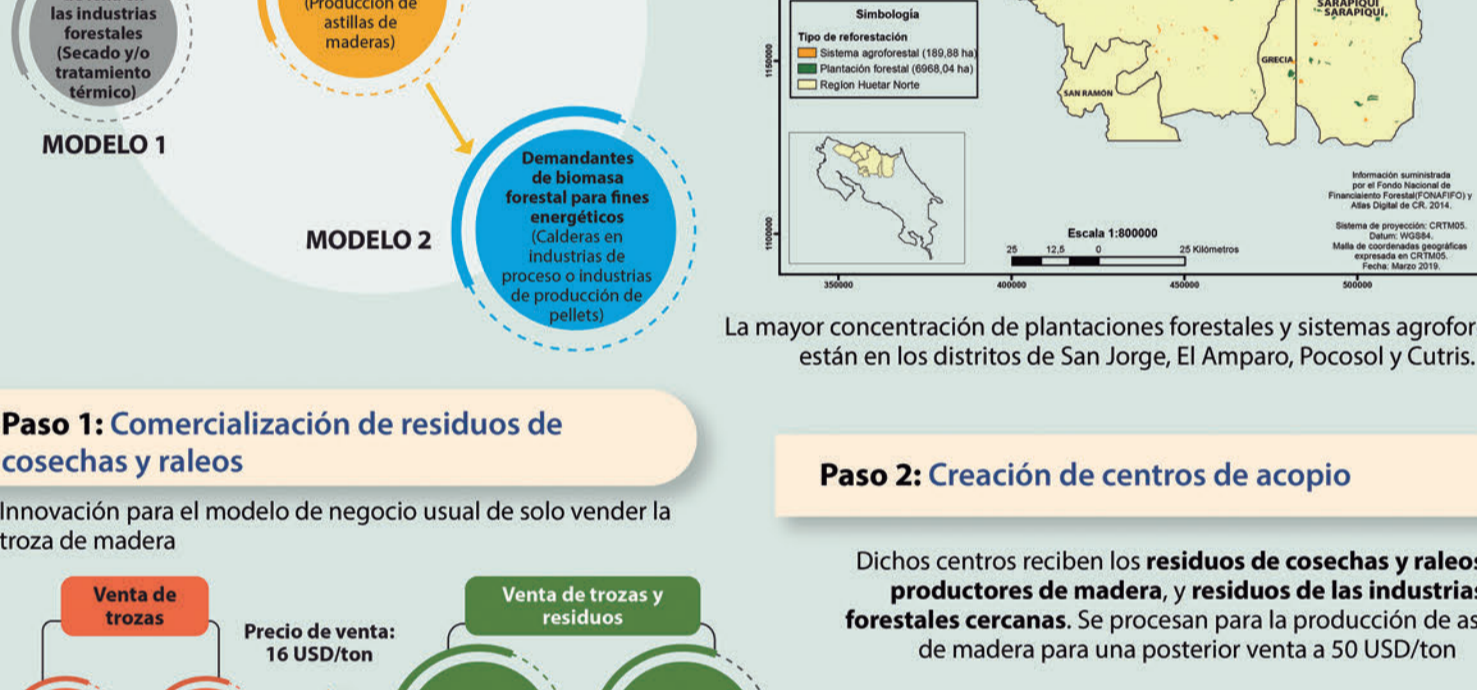 las industrias
forestales
(Secado y/o
tratamiento
térmico)
MODELO 1
(Producción de
astillas de
maderas)
MODELO 2
Demandantes
de biomasa
forestal para fines
energéticos
(Calderas en
industrias de
proceso o industrias
de producción de
pellets)
Simbología
Tipo de reforestación
Sistema agroforestal (189,88 ha)
Plantación forestal (6968,04 ha)
Region Huetar Norte
SARAPIQUÍ
SARAPIQUÍ
GRECIA
SAN RAMÓN
1150000
1100000
Información suministrada
por el Fondo Nacional de
Financiamiento Forestal(FONAFIFO) y
Atlas Digital de CR. 2014.
Sistema de proyección: CRTM05.
Datum: WGS84.
Malla de coordenadas geográficas
expresada en CRTM05.
Fecha: Marzo 2019.
Escala 1:800000
25 12,5 0 25 Kilómetros
350000 400000 450000 500000
La mayor concentración de plantaciones forestales y sistemas agrofor
están en los distritos de San Jorge, El Amparo, Pocosol y Cutris.
Paso 1: Comercialización de residuos de
cosechas y raleos
Innovación para el modelo de negocio usual de solo vender la
troza de madera
Venta de
trozas
Precio de venta:
16 USD/ton
Venta de trozas y
residuos
Paso 2: Creación de centros de acopio
Dichos centros reciben los residuos de cosechas y raleos
productores de madera, y residuos de las industrias
forestales cercanas. Se procesan para la producción de as
de madera para una posterior venta a 50 USD/ton